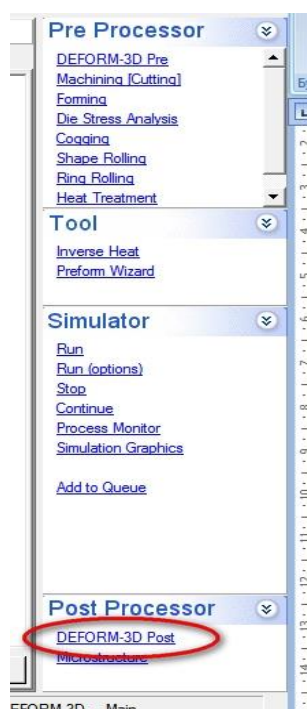 Pre Processor
DEFORM-3D Pre
Machining [Cutting]
Forming
Die Stress Analysis
Cogging
Shape Rolling
Ring Rolling
Heat Treatment
Tool
Inverse Heat
Preform Wizard
Simulator
Run
Run (options)
Stop
Continue
Process Monitor
Simulation Graphics
Add to Queue
Post Processor
DEFORM-3D Post
Microstructure
Main